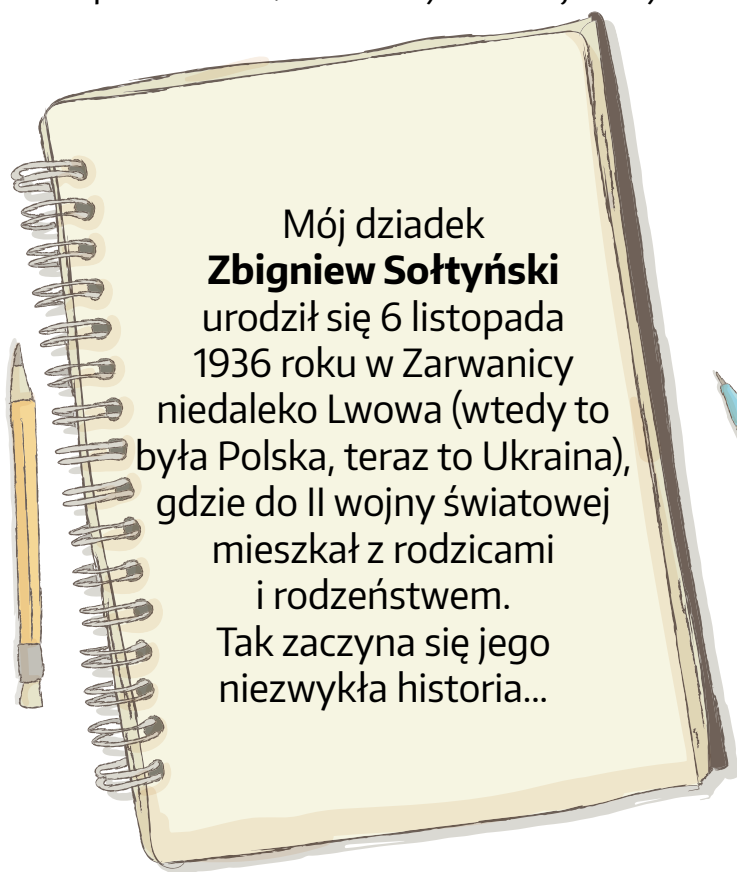 Mój dziadek
Zbigniew Sołtyński
urodził się 6 listopada
1936 roku w Zarwanicy
niedaleko Lwowa (wtedy to
była Polska, teraz to Ukraina),
gdzie do II wojny światowej
mieszkał z rodzicami
i rodzeństwem.
Tak zaczyna się jego
niezwykła historia...